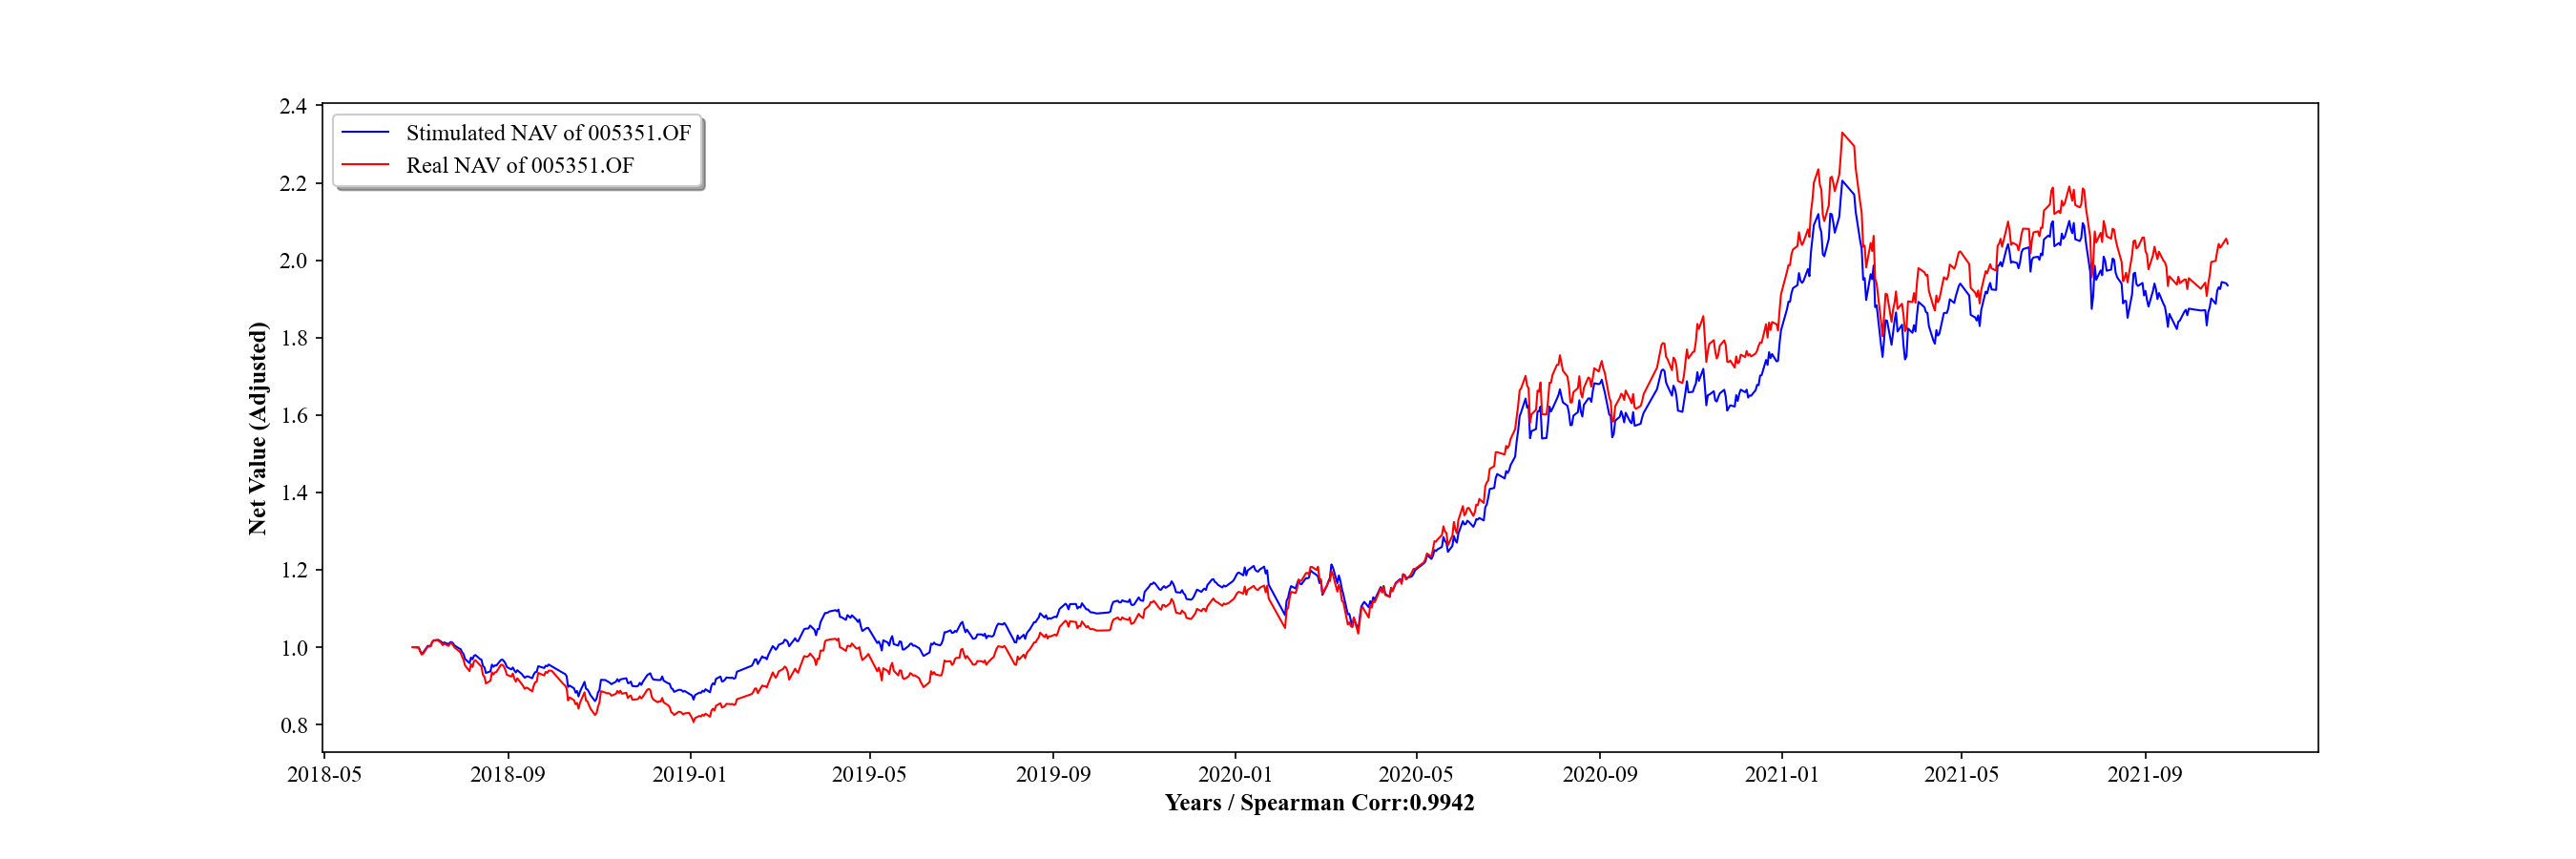 Stimulated NAV of 005351.OF
Real NAV of 005351.OF
2.4
2.2
2.0
1.8
1.6
1.4
1.2
1.0
0.8
Net Value (Adjusted)
2018-05 2018-09 2019-01 2019-05 2019-09 2020-01 2020-05 2020-09 2021-01 2021-05 2021-09
Years / Spearman Corr:0.9942